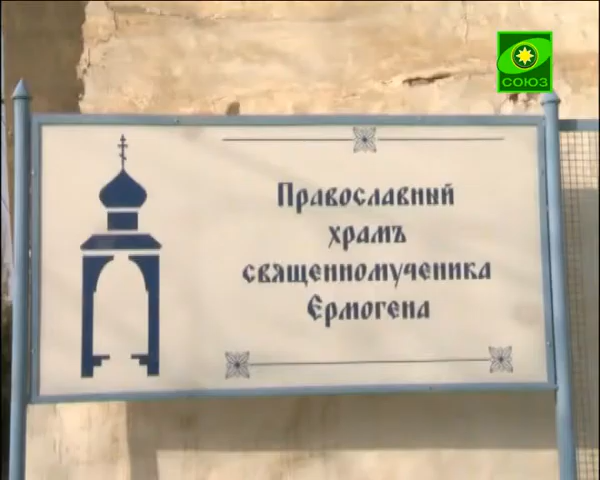 СОЮЗ
Православный
храмъ
священномученика
Ермогена